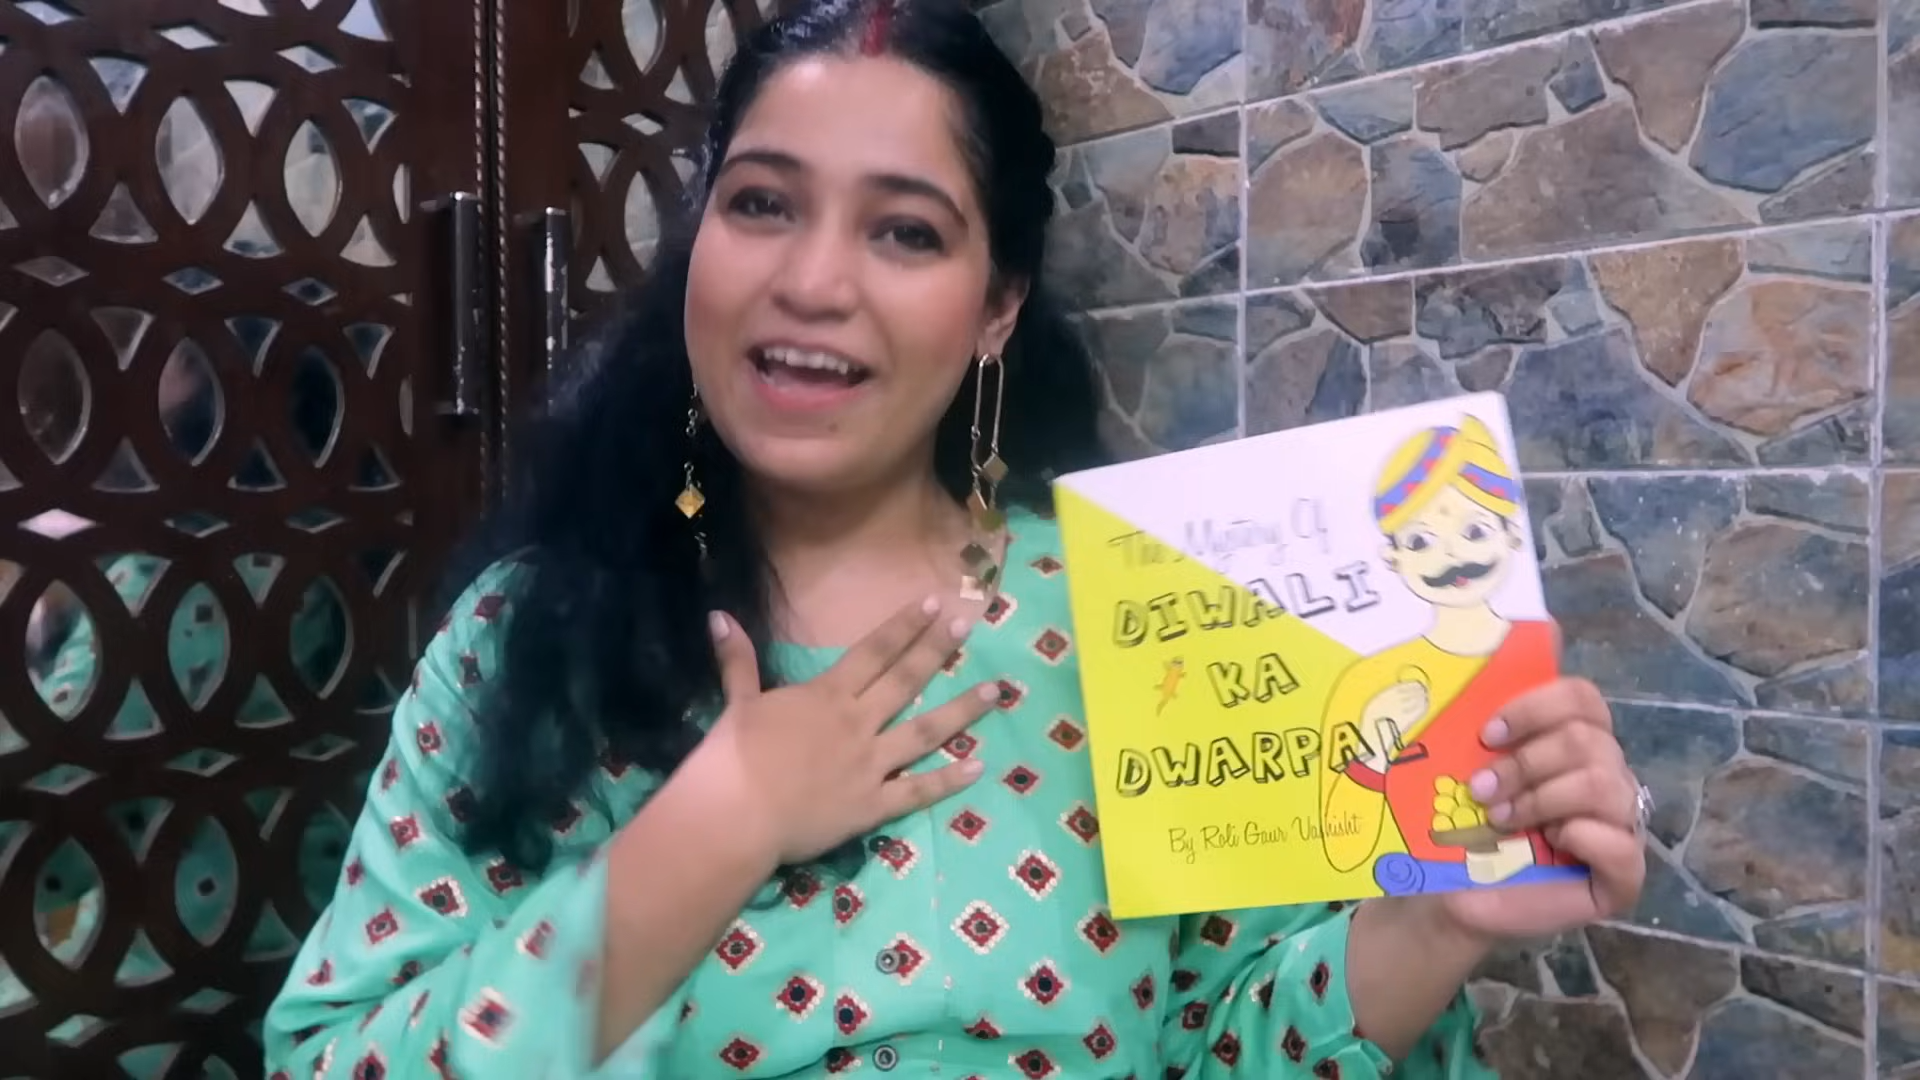 The Mystery Of
DIWALI
KA
DWARPAL
By Roli Gaur Vashisht